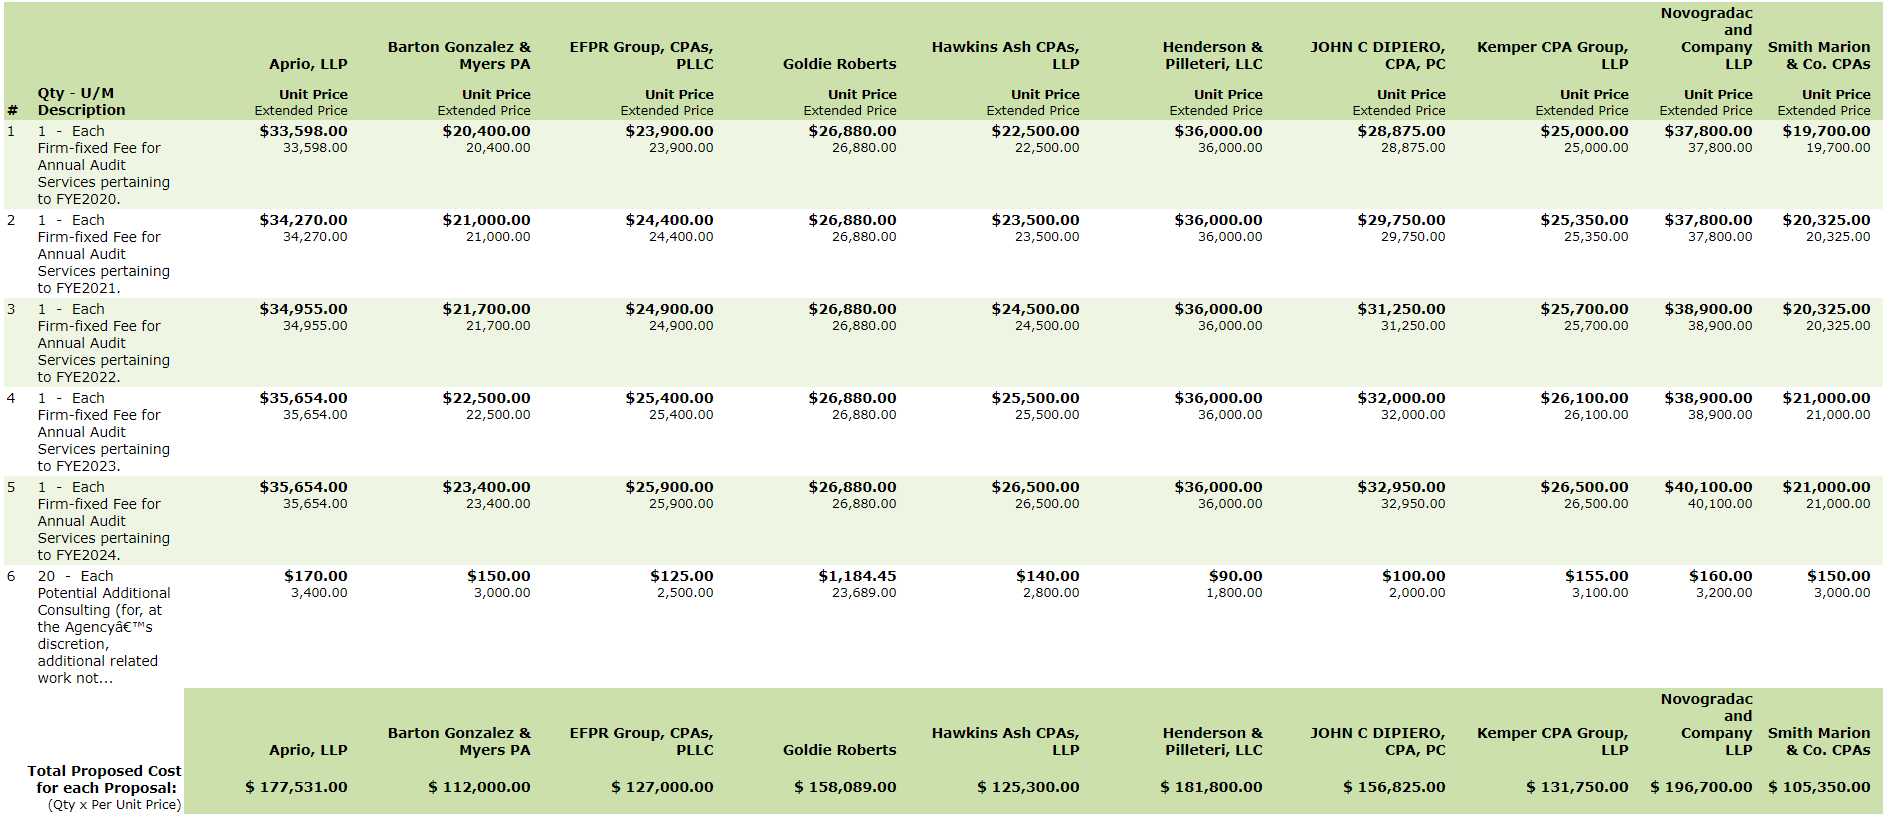 Novogradac
and
Barton Gonzalez & EFPR Group, CPAs, Hawkins Ash CPAs, Henderson & JOHN C DIPIERO, Kemper CPA Group, Company Smith Marion
Aprio, LLP Myers PA PLLC Goldie Roberts LLP Pilleteri, LLC CPA, PC LLP LLP & Co. CPAs
Qty - U/M Unit Price Unit Price Unit Price Unit Price Unit Price Unit Price Unit Price Unit Price Unit Price Unit Price
# Description Extended Price Extended Price Extended Price Extended Price Extended Price Extended Price Extended Price Extended Price Extended Price Extended Price
1 1 - Each $33,598.00 $20,400.00 $23,900.00 $26,880.00 $22,500.00 $36,000.00 $28,875.00 $25,000.00 $37,800.00 $19,700.00
Firm-fixed Fee for 33,598.00 20,400.00 23,900.00 26,880.00 22,500.00 36,000.00 28,875.00 25,000.00 37,800.00 19,700.00
Annual Audit
Services pertaining
to FYE2020.
2 1 - Each $34,270.00 $21,000.00 $24,400.00 $26,880.00 $23,500.00 $36,000.00 $29,750.00 $25,350.00 $37,800.00 $20,325.00
Firm-fixed Fee for 34,270.00 21,000.00 24,400.00 26,880.00 23,500.00 36,000.00 29,750.00 25,350.00 37,800.00 20,325.00
Annual Audit
Services pertaining
to FYE2021.
3 1 - Each $34,955.00 $21,700.00 $24,900.00 $26,880.00 $24,500.00 $36,000.00 $31,250.00 $25,700.00 $38,900.00 $20,325.00
Firm-fixed Fee for 34,955.00 21,700.00 24,900.00 26,880.00 24,500.00 36,000.00 31,250.00 25,700.00 38,900.00 20,325.00
Annual Audit
Services pertaining
to FYE2022.
4 1 - Each $35,654.00 $22,500.00 $25,400.00 $26,880.00 $25,500.00 $36,000.00 $32,000.00 $26,100.00 $38,900.00 $21,000.00
Firm-fixed Fee for 35,654.00 22,500.00 25,400.00 26,880.00 25,500.00 36,000.00 32,000.00 26,100.00 38,900.00 21,000.00
Annual Audit
Services pertaining
to FYE2023.
5 1 - Each $35,654.00 $23,400.00 $25,900.00 $26,880.00 $26,500.00 $36,000.00 $32,950.00 $26,500.00 $40,100.00 $21,000.00
Firm-fixed Fee for 35,654.00 23,400.00 25,900.00 26,880.00 26,500.00 36,000.00 32,950.00 26,500.00 40,100.00 21,000.00
Annual Audit
Services pertaining
to FYE2024.
6 20 - Each $170.00 $150.00 $125.00 $1,184.45 $140.00 $90.00 $100.00 $155.00 $160.00 $150.00
Potential Additional 3,400.00 3,000.00 2,500.00 23,689.00 2,800.00 1,800.00 2,000.00 3,100.00 3,200.00 3,000.00
Consulting (for, at
the Agencyâ€™s
discretion,
additional related
work not...
Novogradac
and
Barton Gonzalez & EFPR Group, CPAs, Hawkins Ash CPAs, Henderson & JOHN C DIPIERO, Kemper CPA Group, Company Smith Marion
Aprio, LLP Myers PA PLLC Goldie Roberts LLP Pilleteri, LLC CPA, PC LLP LLP & Co. CPAs
Total Proposed Cost
for each Proposal: $ 177,531.00 $ 112,000.00 $ 127,000.00 $ 158,089.00 $ 125,300.00 $ 181,800.00 $ 156,825.00 $ 131,750.00 $ 196,700.00 $ 105,350.00
(Qty x Per Unit Price)